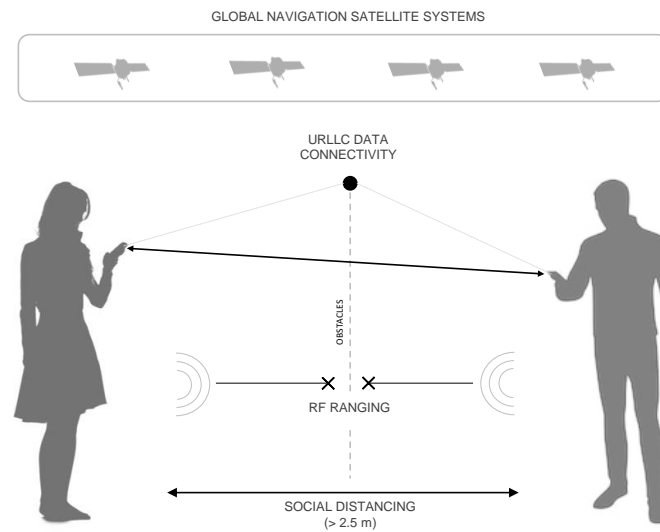 GLOBAL NAVIGATION SATELLITE SYSTEMS
URLLC DATA
CONNECTIVITY
OBSTACLES
RF RANGING
SOCIAL DISTANCING
(> 2.5 m)